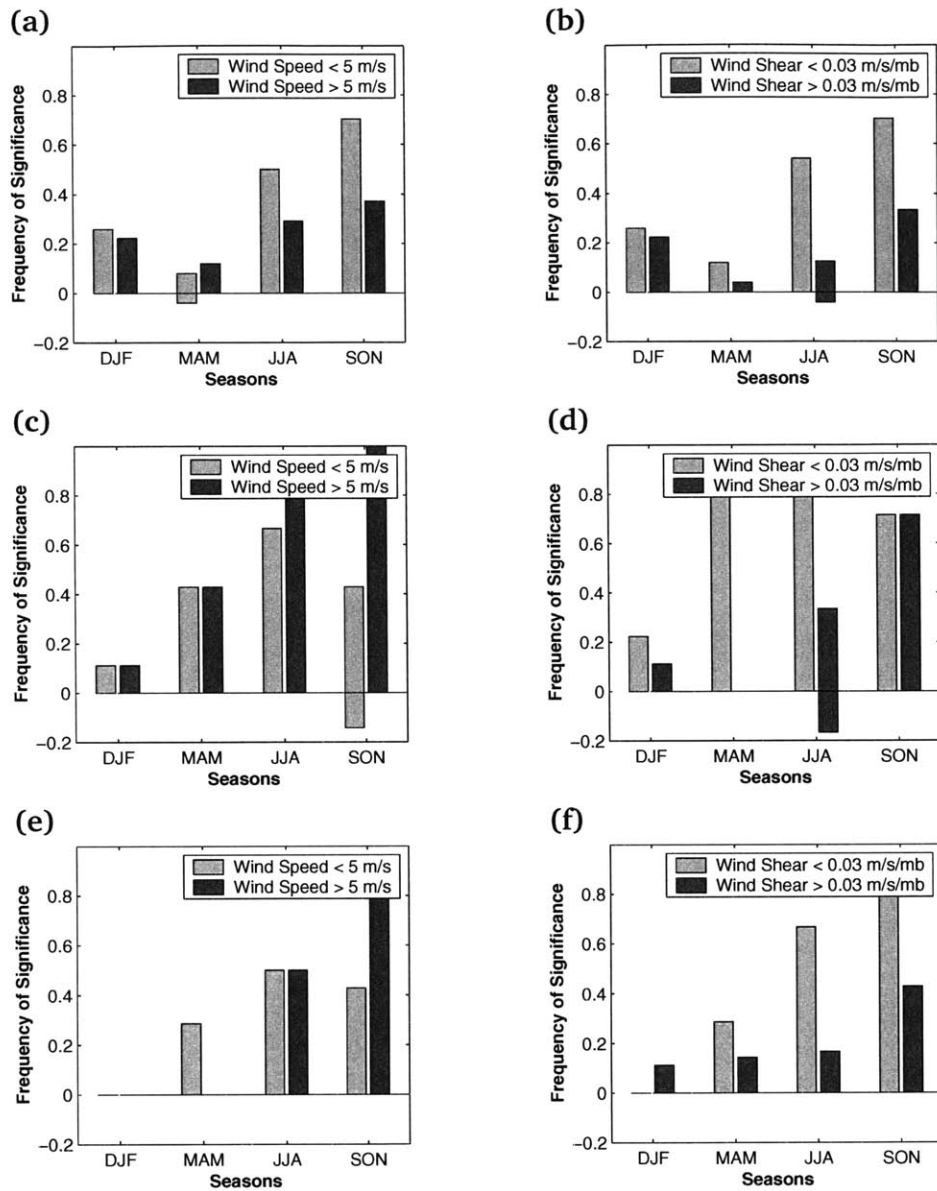 (a)
Wind Speed < 5 m/s
Wind Speed > 5 m/s
0.8
0.6
0.4
0.2
0
−0.2
Frequency of Significance
DJF MAM JJA SON
Seasons
(b)
Wind Shear < 0.03 m/s/mb
Wind Shear > 0.03 m/s/mb
0.8
0.6
0.4
0.2
0
−0.2
Frequency of Significance
DJF MAM JJA SON
Seasons
(c)
Wind Speed < 5 m/s
Wind Speed > 5 m/s
0.8
0.6
0.4
0.2
0
−0.2
Frequency of Significance
DJF MAM JJA SON
Seasons
(d)
Wind Shear < 0.03 m/s/mb
Wind Shear > 0.03 m/s/mb
0.8
0.6
0.4
0.2
0
−0.2
Frequency of Significance
DJF MAM JJA SON
Seasons
(e)
Wind Speed < 5 m/s
Wind Speed > 5 m/s
0.8
0.6
0.4
0.2
0
−0.2
Frequency of Significance
DJF MAM JJA SON
Seasons
(f)
Wind Shear < 0.03 m/s/mb
Wind Shear > 0.03 m/s/mb
0.8
0.6
0.4
0.2
0
−0.2
Frequency of Significance
DJF MAM JJA SON
Seasons